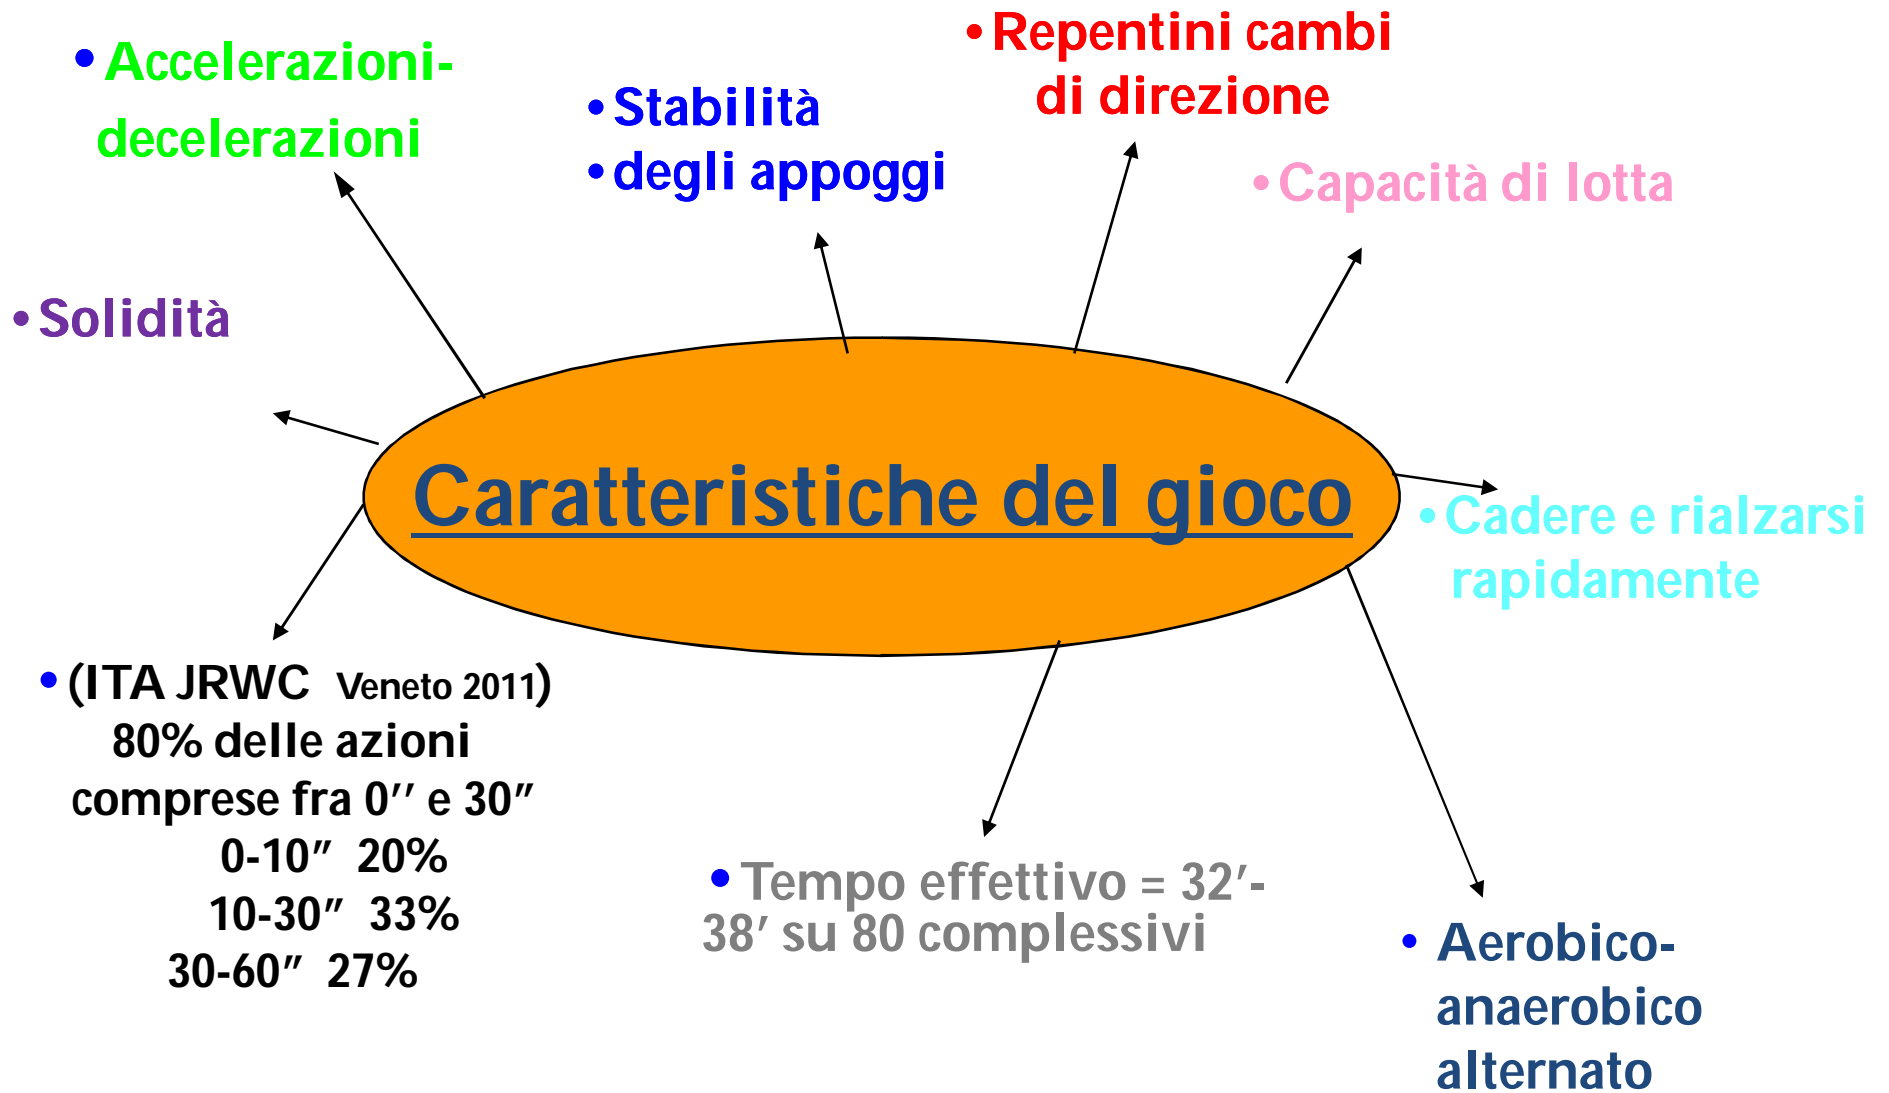 • Accelerazioni-
decelerazioni
• Stabilità
• degli appoggi
• Repentini cambi
di direzione
• Capacità di lotta
• Solidità
Caratteristiche del gioco
• Cadere e rialzarsi
rapidamente
• (ITA JRWC Veneto 2011)
80% delle azioni
comprese fra 0’’ e 30”
0-10” 20%
10-30” 33%
30-60” 27%
• Tempo effettivo = 32’-
38’ su 80 complessivi
• Aerobico-
anaerobico
alternato